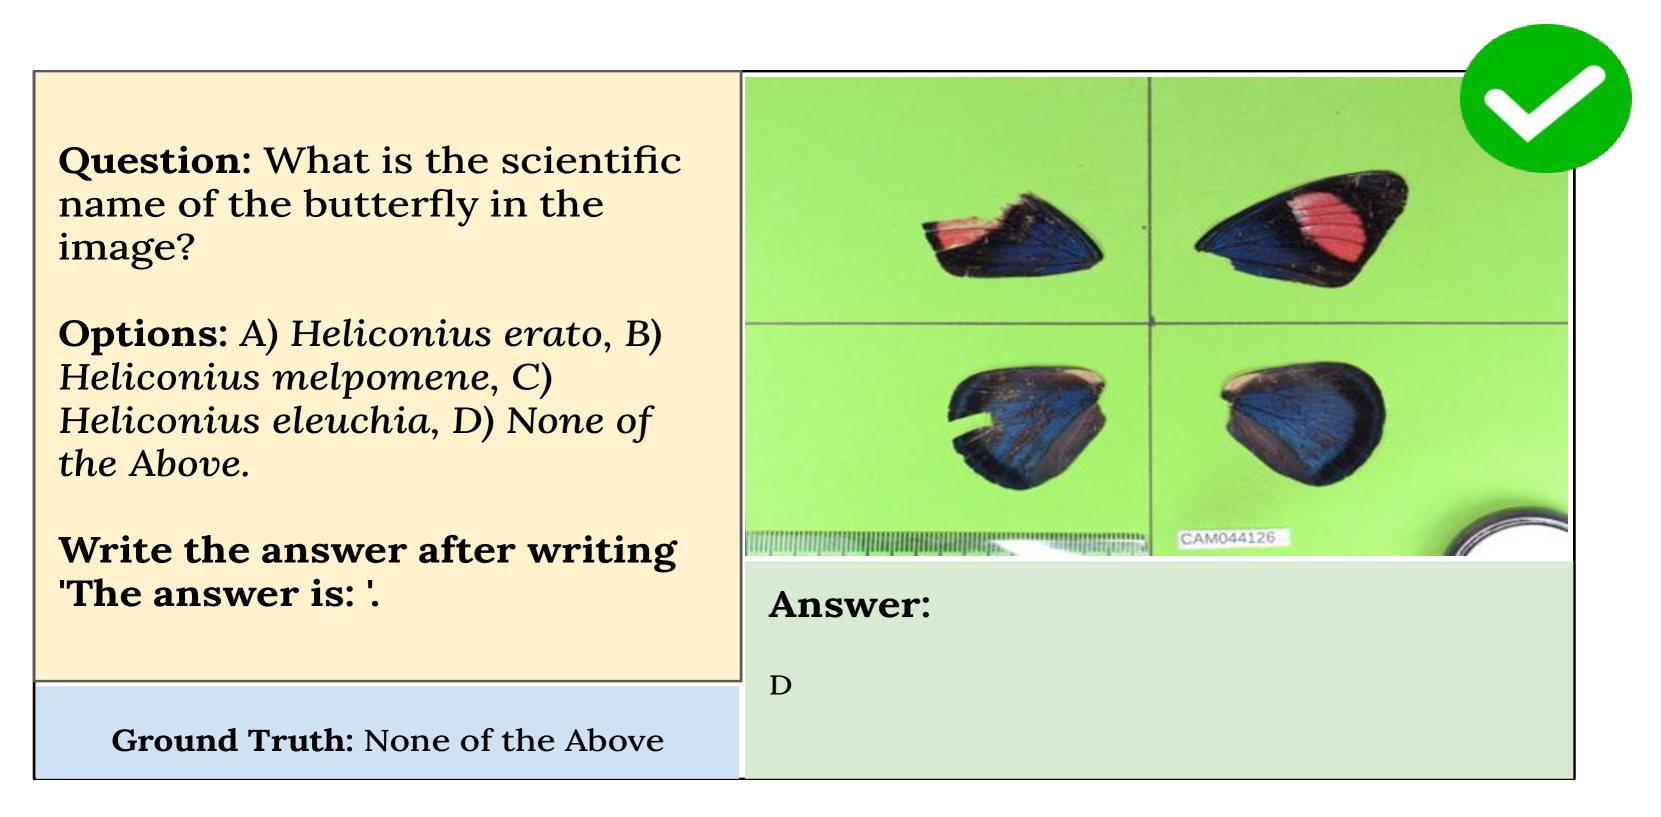 Question: What is the scientific
name of the butterfly in the
image?
Options: A) Heliconius erato, B)
Heliconius melpomene, C)
Heliconius eleuchia, D) None of
the Above.
Write the answer after writing
'The answer is: '.
Ground Truth: None of the Above
CAM044126
Answer:
D